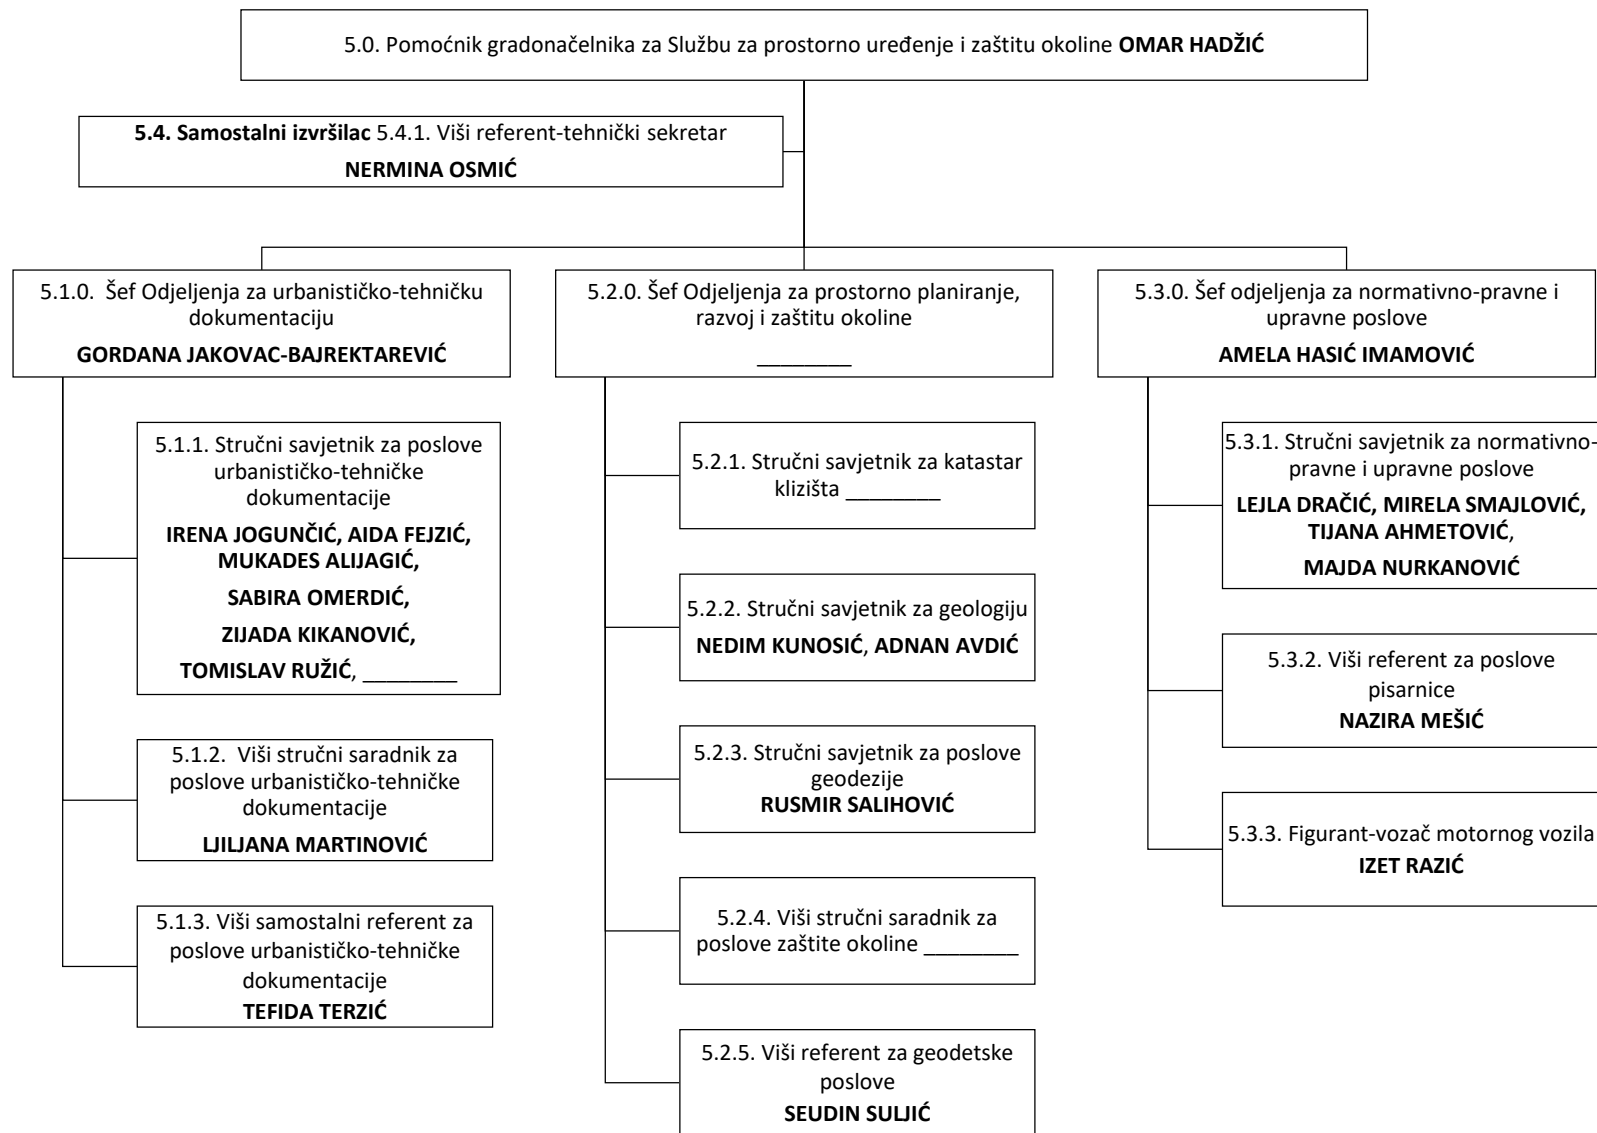 5.0. Pomoćnik gradonačelnika za Službu za prostorno uređenje i zaštitu okoline OMAR HADŽIĆ
5.4. Samostalni izvršilac 5.4.1. Viši referent-tehnički sekretar
NERMINA OSMIĆ
5.1.0.  Šef Odjeljenja za urbanističko-tehničku
dokumentaciju
GORDANA JAKOVAC-BAJREKTAREVIĆ
5.1.1. Stručni savjetnik za poslove
urbanističko-tehničke
dokumentacije
IRENA JOGUNČIĆ, AIDA FEJZIĆ,
MUKADES ALIJAGIĆ,
SABIRA OMERDIĆ,
ZIJADA KIKANOVIĆ,
TOMISLAV RUŽIĆ, ________
5.1.2.  Viši stručni saradnik za
poslove urbanističko-tehničke
dokumentacije
LJILJANA MARTINOVIĆ
5.1.3. Viši samostalni referent za
poslove urbanističko-tehničke
dokumentacije
TEFIDA TERZIĆ
5.2.0. Šef Odjeljenja za prostorno planiranje,
razvoj i zaštitu okoline
________
5.2.1. Stručni savjetnik za katastar
klizišta ________
5.2.2. Stručni savjetnik za geologiju
NEDIM KUNOSIĆ, ADNAN AVDIĆ
5.2.3. Stručni savjetnik za poslove
geodezije
RUSMIR SALIHOVIĆ
5.2.4. Viši stručni saradnik za
poslove zaštite okoline ________
5.2.5. Viši referent za geodetske
poslove
SEUDIN SULJIĆ
5.3.0. Šef odjeljenja za normativno-pravne i
upravne poslove
AMELA HASIĆ IMAMOVIĆ
5.3.1. Stručni savjetnik za normativno-
pravne i upravne poslove
LEJLA DRAČIĆ, MIRELA SMAJLOVIĆ,
TIJANA AHMETOVIĆ,
MAJDA NURKANOVIĆ
5.3.2. Viši referent za poslove
pisarnice
NAZIRA MEŠIĆ
5.3.3. Figurant-vozač motornog vozila
IZET RAZIĆ